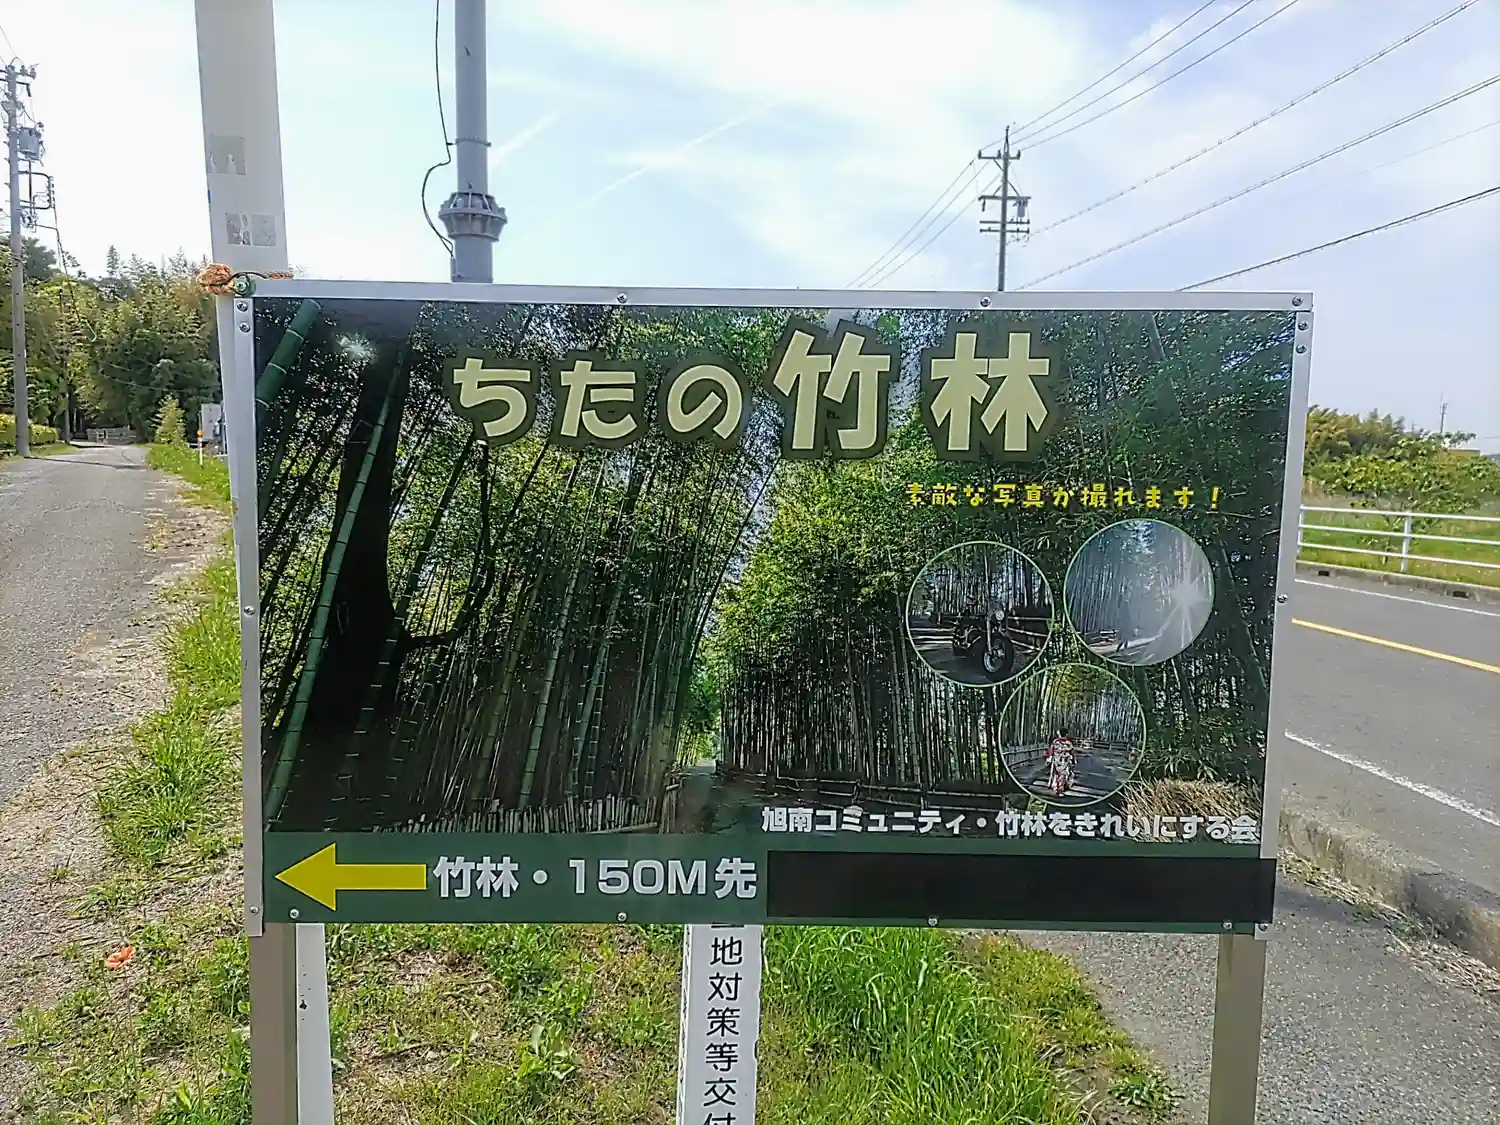 ちたの竹林
素敵な写真が撮れます!
旭南コミュニティ・竹林をきれいにする会
竹林・150M先
地対策等交付